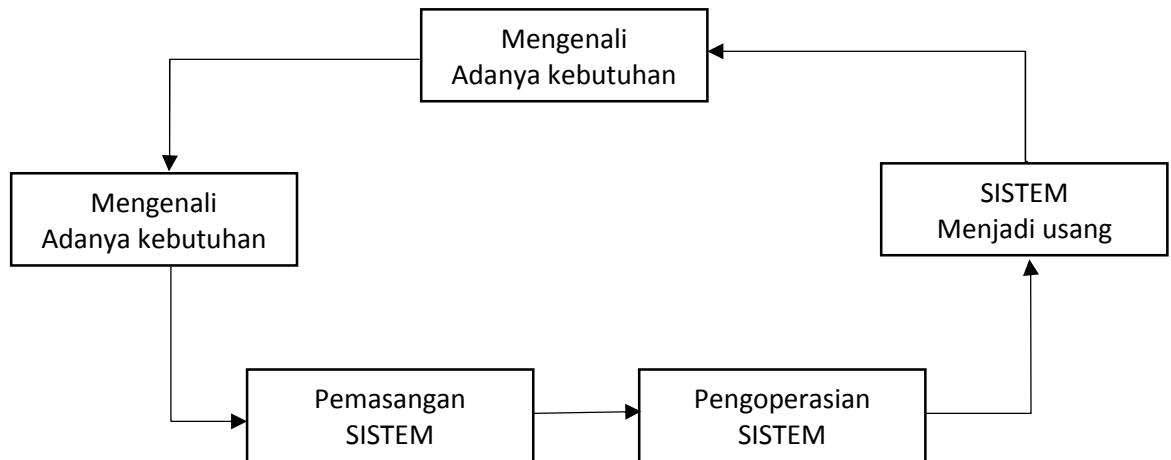 Mengenali
Adanya kebutuhan
Mengenali
Adanya kebutuhan
SISTEM
Menjadi usang
Pemasangan
SISTEM
Pengoperasian
SISTEM